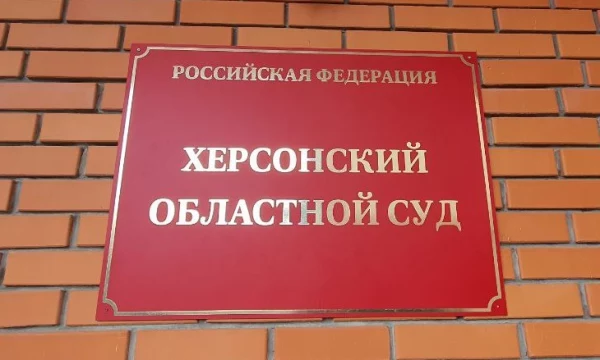 РОССИЙСКАЯ ФЕДЕРАЦИЯ
ХЕРСОНСКИЙ
ОБЛАСТНОЙ СУД